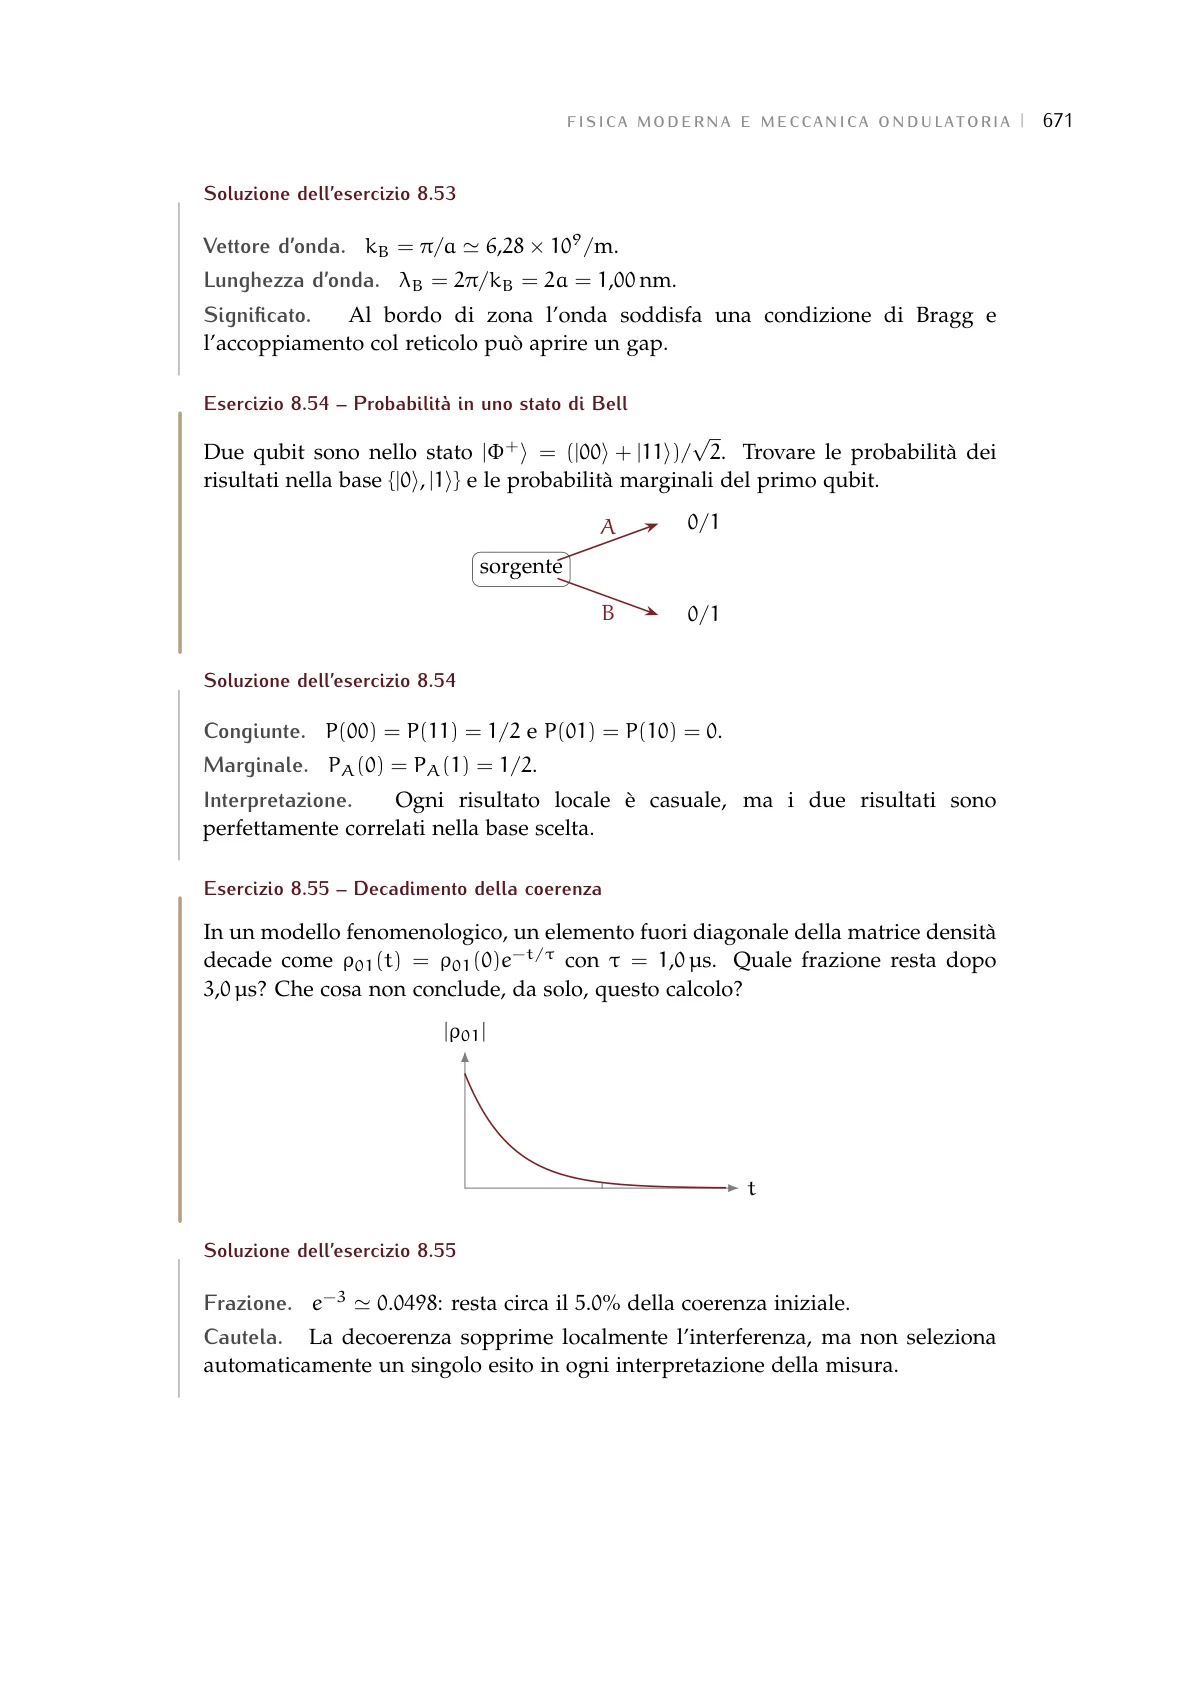 FISICA MODERNA E MECCANICA ONDULATORIA | 671
Soluzione dell'esercizio 8.53
Vettore d'onda. k_B = π/a ≃ 6,28 × 10⁹/m.
Lunghezza d'onda. λ_B = 2π/k_B = 2a = 1,00 nm.
Significato. Al bordo di zona l'onda soddisfa una condizione di Bragg e
l'accoppiamento col reticolo può aprire un gap.
Esercizio 8.54 – Probabilità in uno stato di Bell
Due qubit sono nello stato |Φ⁺⟩ = (|00⟩ + |11⟩)/√2. Trovare le probabilità dei
risultati nella base {|0⟩, |1⟩} e le probabilità marginali del primo qubit.
A 0/1
sorgente
B 0/1
Soluzione dell'esercizio 8.54
Congiunte. P(00) = P(11) = 1/2 e P(01) = P(10) = 0.
Marginale. P_A(0) = P_A(1) = 1/2.
Interpretazione. Ogni risultato locale è casuale, ma i due risultati sono
perfettamente correlati nella base scelta.
Esercizio 8.55 – Decadimento della coerenza
In un modello fenomenologico, un elemento fuori diagonale della matrice densità
decade come ρ₀₁(t) = ρ₀₁(0)e^{−t/τ} con τ = 1,0 μs. Quale frazione resta dopo
3,0 μs? Che cosa non conclude, da solo, questo calcolo?
|ρ₀₁|
t
Soluzione dell'esercizio 8.55
Frazione. e⁻³ ≃ 0.0498: resta circa il 5.0% della coerenza iniziale.
Cautela. La decoerenza sopprime localmente l'interferenza, ma non seleziona
automaticamente un singolo esito in ogni interpretazione della misura.